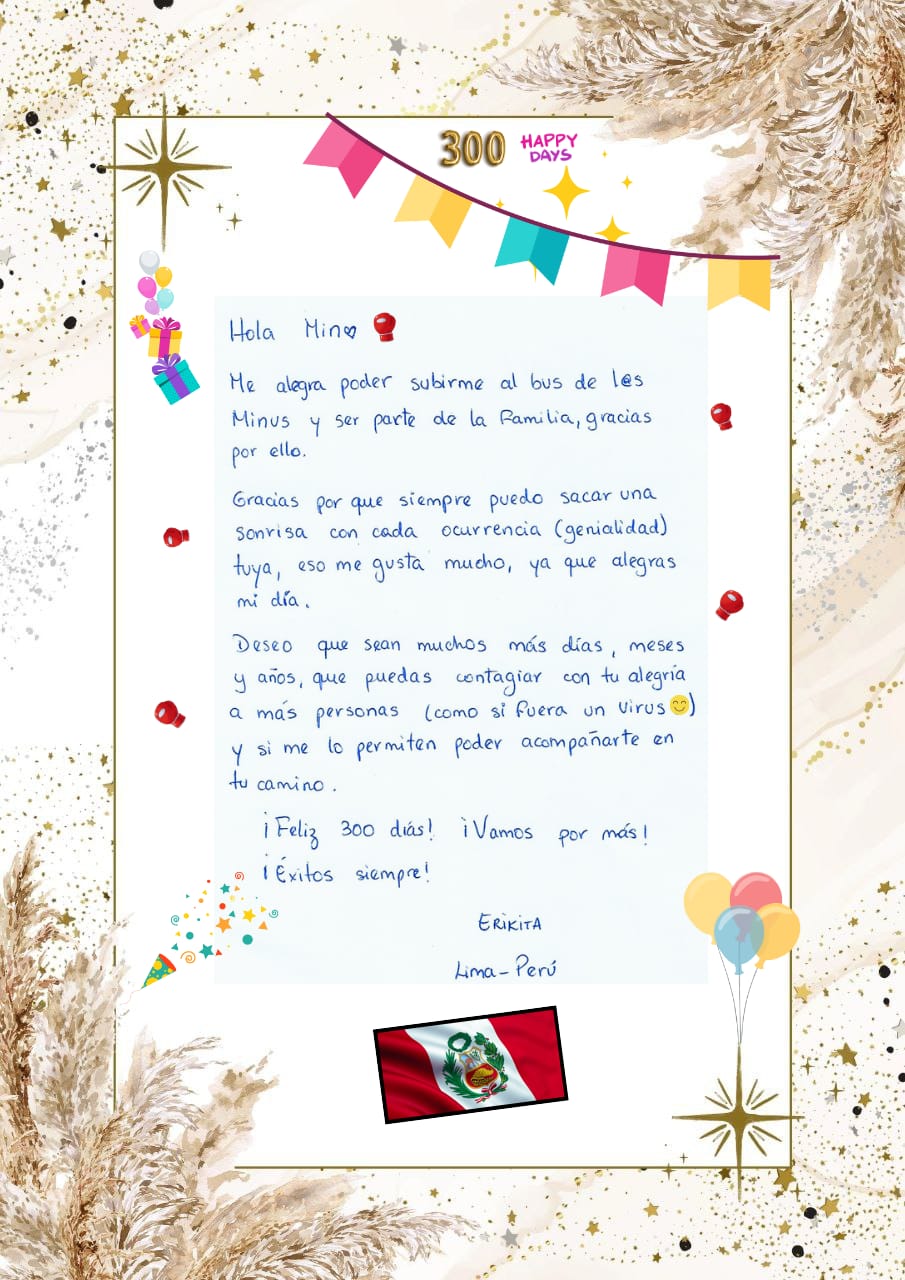 300 HAPPY
DAYS
Hola Min♡
Me alegra poder subirme al bus de l@s
Minus y ser parte de la familia, gracias
por ello.
Gracias por que siempre puedo sacar una
sonrisa con cada ocurrencia (genialidad)
tuya, eso me gusta mucho, ya que alegras
mi día.
Deseo que sean muchos más días, meses
y años, que puedas contagiar con tu alegría
a más personas (como si fuera un virus😊)
y si me lo permiten poder acompañarte en
tu camino.
¡Feliz 300 días! ¡Vamos por más!
¡Éxitos siempre!
ERIKITA
Lima-Perú